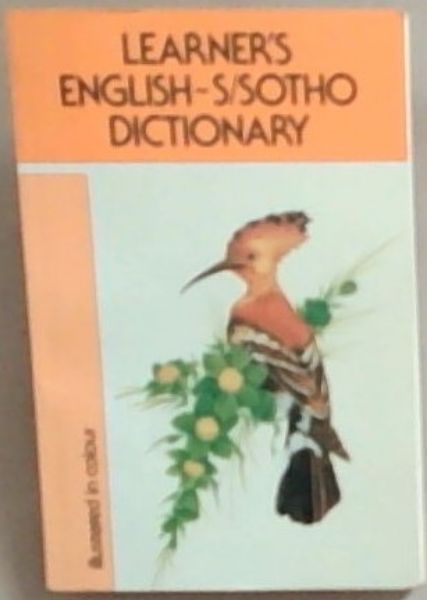 LEARNER'S
ENGLISH-S/SOTHO
DICTIONARY
illustrated in colour